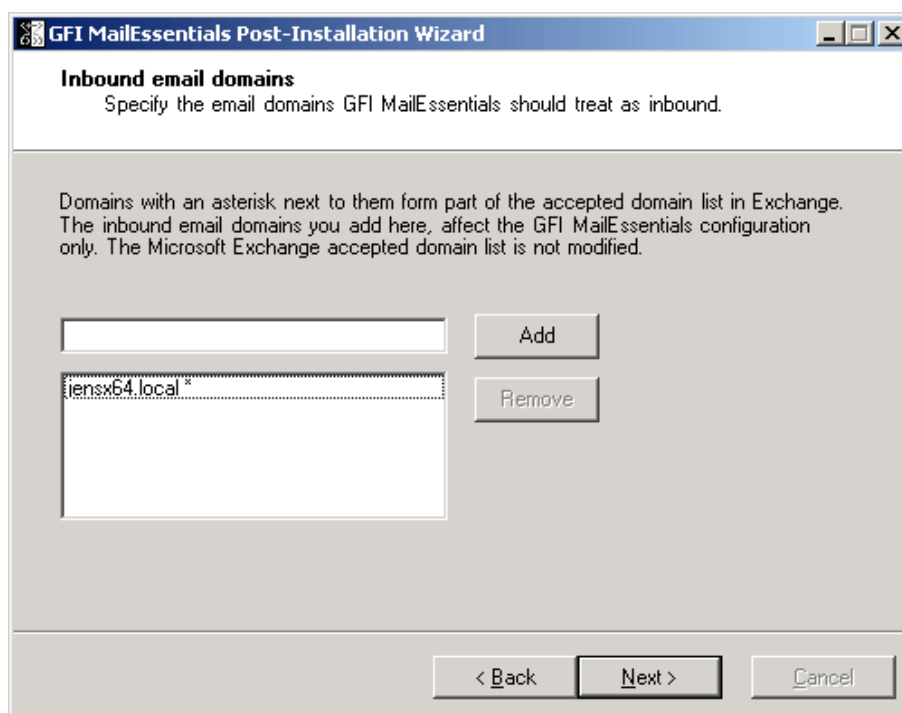 GFI MailEssentials Post-Installation Wizard
Inbound email domains
Specify the email domains GFI MailEssentials should treat as inbound.
Domains with an asterisk next to them form part of the accepted domain list in Exchange.
The inbound email domains you add here, affect the GFI MailEssentials configuration
only. The Microsoft Exchange accepted domain list is not modified.
Add
jensx64.local *
Remove
< Back
Next >
Cancel